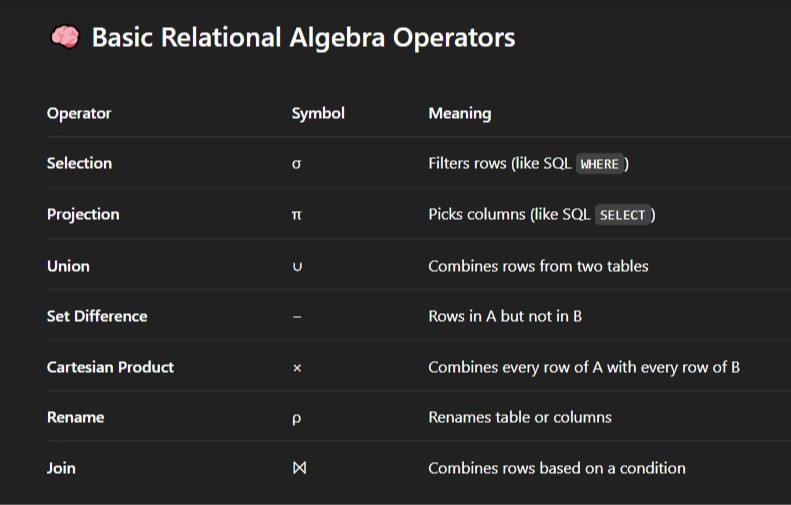 🧠 Basic Relational Algebra Operators
Operator Symbol Meaning
Selection σ Filters rows (like SQL WHERE)
Projection π Picks columns (like SQL SELECT)
Union ∪ Combines rows from two tables
Set Difference − Rows in A but not in B
Cartesian Product × Combines every row of A with every row of B
Rename ρ Renames table or columns
Join ⋈ Combines rows based on a condition